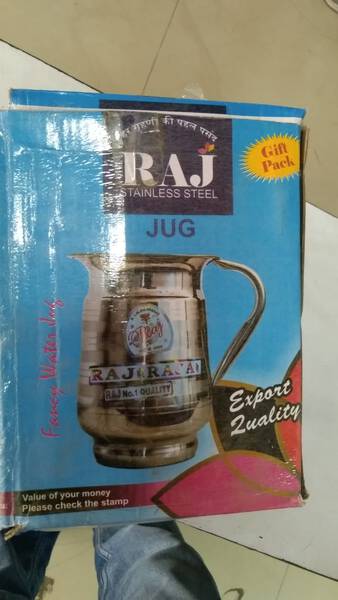 गृहणी की पहल पसंद
RAJ
STAINLESS STEEL
JUG
Gift
Pack
Fancy Water Jug
Raj
RAJ
RAJ No.1 QUALITY
Export
Quality
Value of your money
Please check the stamp